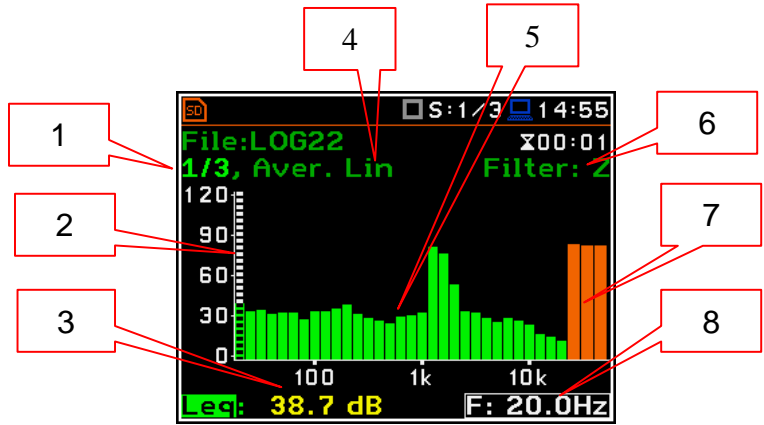 4
5
SD S:1/3 14:55
1
File:LOG22 00:01
6
1/3, Aver. Lin Filter: Z
120
2
90
7
60
3
30
8
0
100 1k 10k
Leq: 38.7 dB F: 20.0Hz